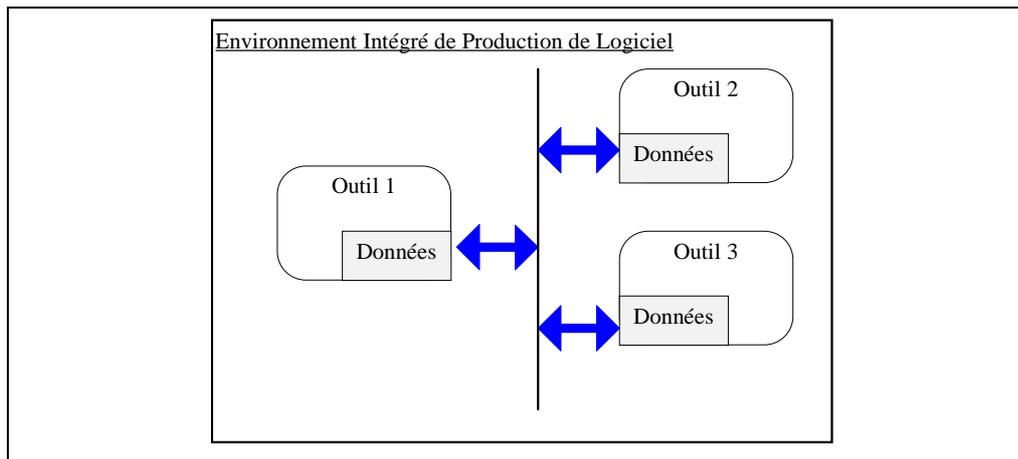 Environnement Intégré de Production de Logiciel
Outil 2
Données
Outil 1
Données
Outil 3
Données